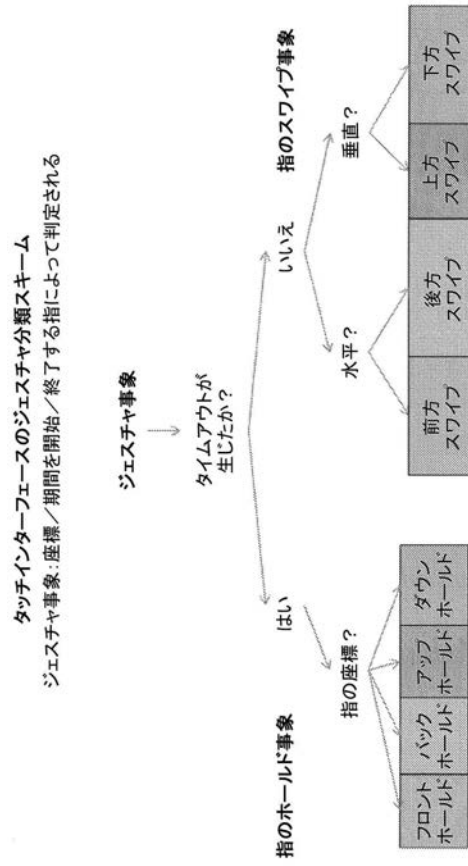 タッチインターフェースのジェスチャ分類スキーム
ジェスチャ事象:座標/期間を開始/終了する指によって判定される
ジェスチャ事象
タイムアウトが
生じたか?
はい
いいえ
指のホールド事象
指のスワイプ事象
指の座標?
水平?
垂直?
フロント
ホールド
バック
ホールド
アップ
ホールド
ダウン
ホールド
前方
スワイプ
後方
スワイプ
上方
スワイプ
下方
スワイプ